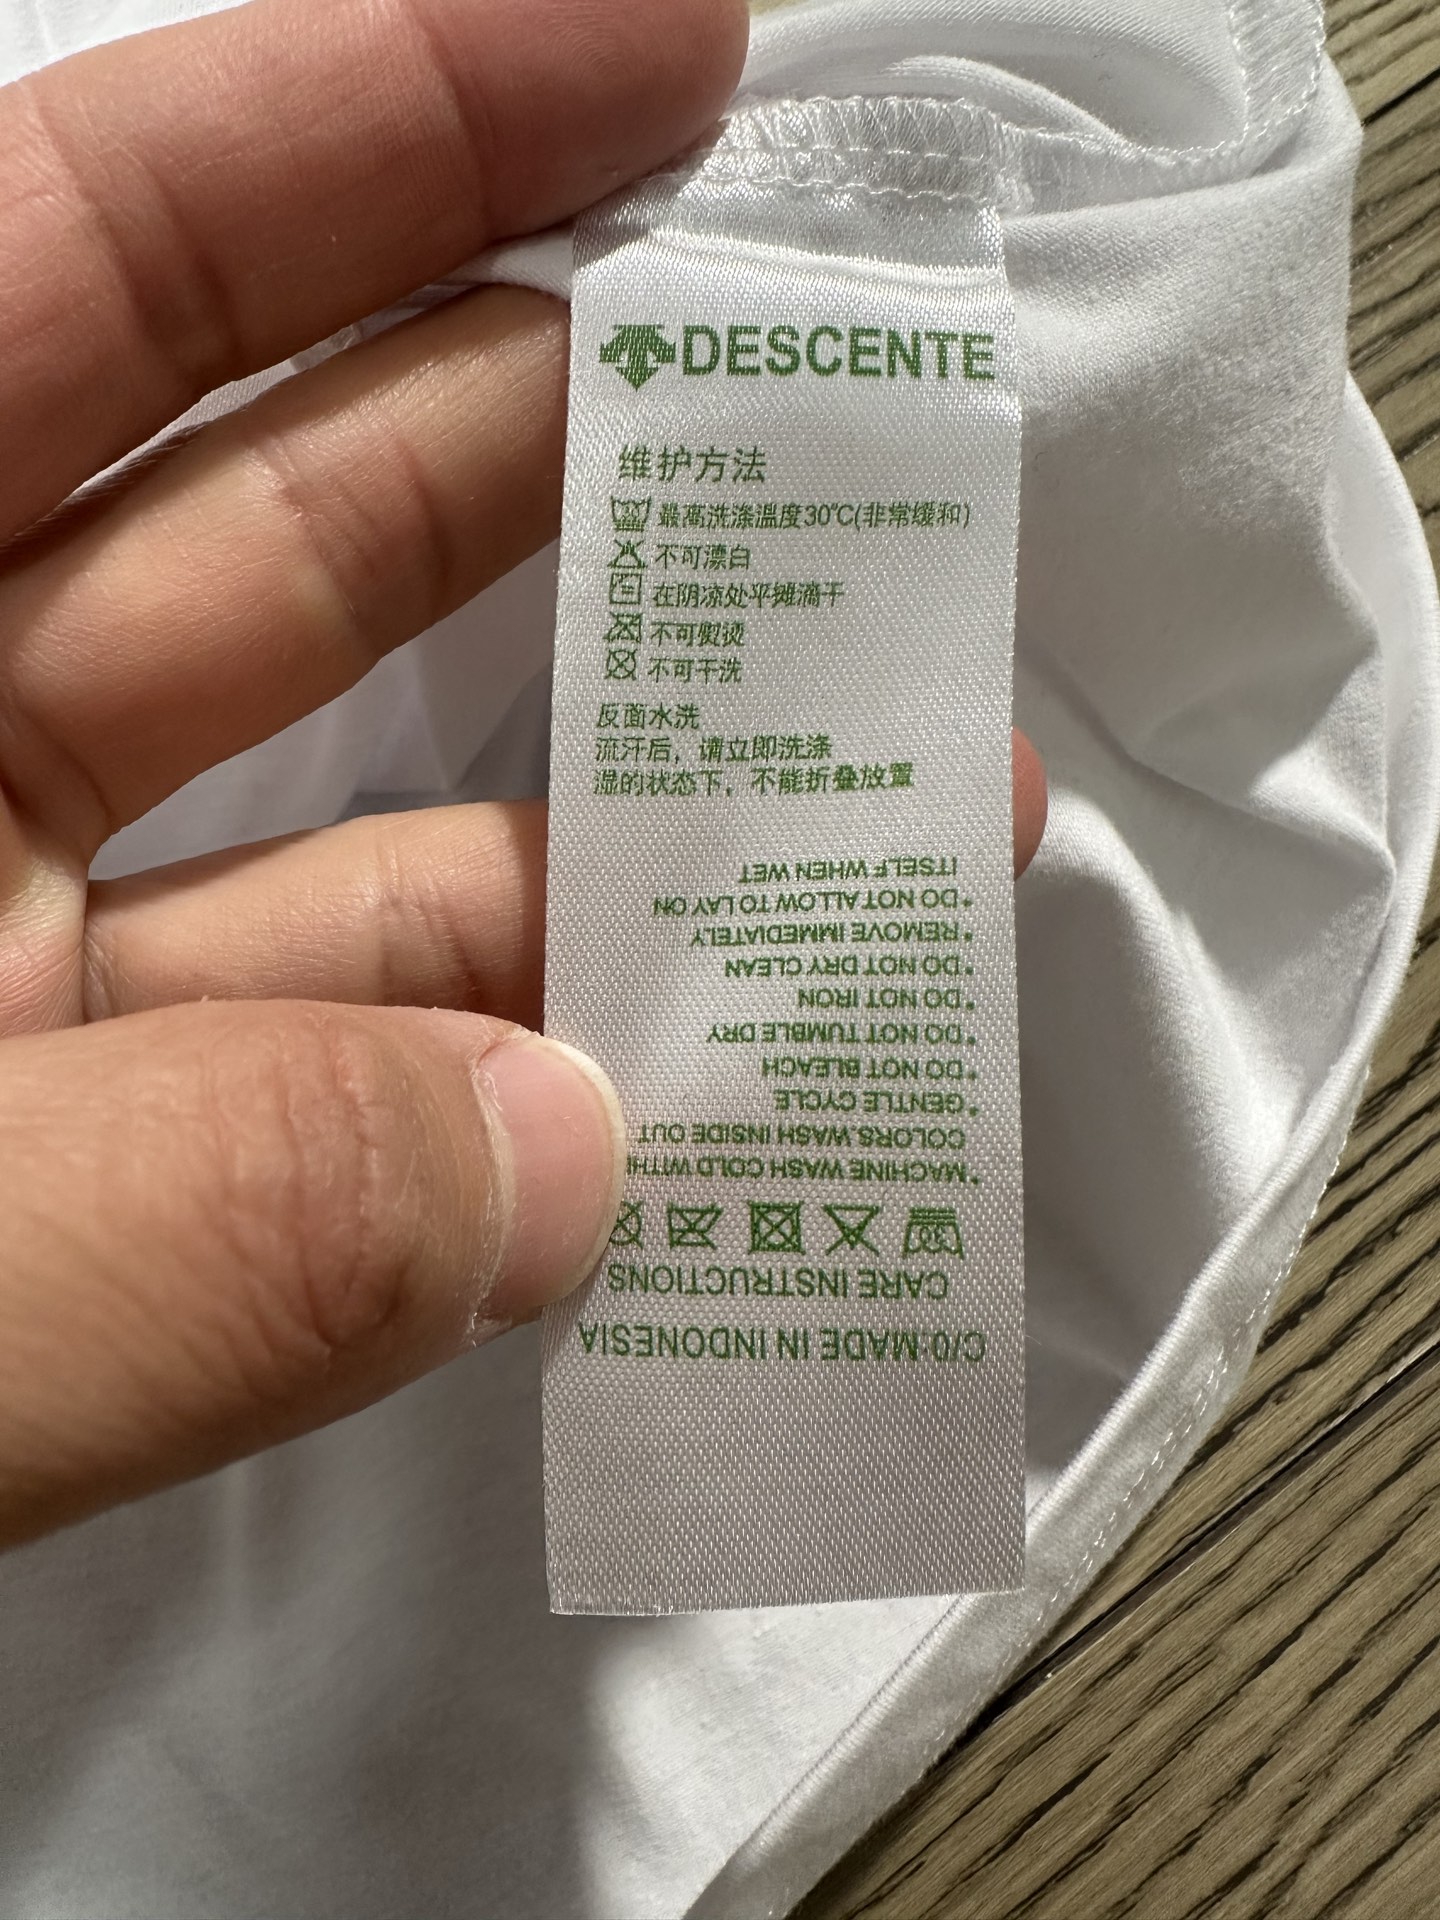 DESCENTE
维护方法
30 最高洗涤温度30℃(非常缓和)
不可漂白
在阴凉处平摊滴干
不可熨烫
不可干洗
反面水洗
流汗后，请立即洗涤
湿的状态下，不能折叠放置
C/0:MADE IN INDONESIA
CARE INSTRUCTIONS
30
*MACHINE WASH COLD WITH
COLORS.WASH INSIDE OUT
*GENTLE CYCLE
*DO NOT BLEACH
*DO NOT TUMBLE DRY
*DO NOT IRON
*DO NOT DRY CLEAN
*REMOVE IMMEDIATELY
*DO NOT ALLOW TO LAY ON
ITSELF WHEN WET